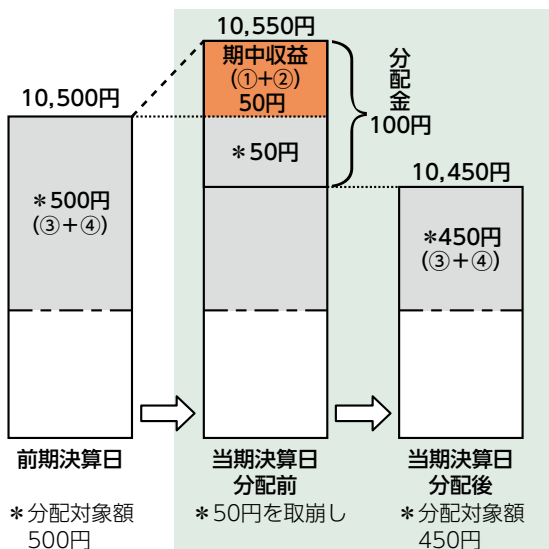 10,550円
期中収益
(①+②)
50円
分配金
100円
10,500円
*50円
10,450円
*500円
(③+④)
*450円
(③+④)
前期決算日
当期決算日
分配前
当期決算日
分配後
*分配対象額
500円
*50円を取崩し
*分配対象額
450円